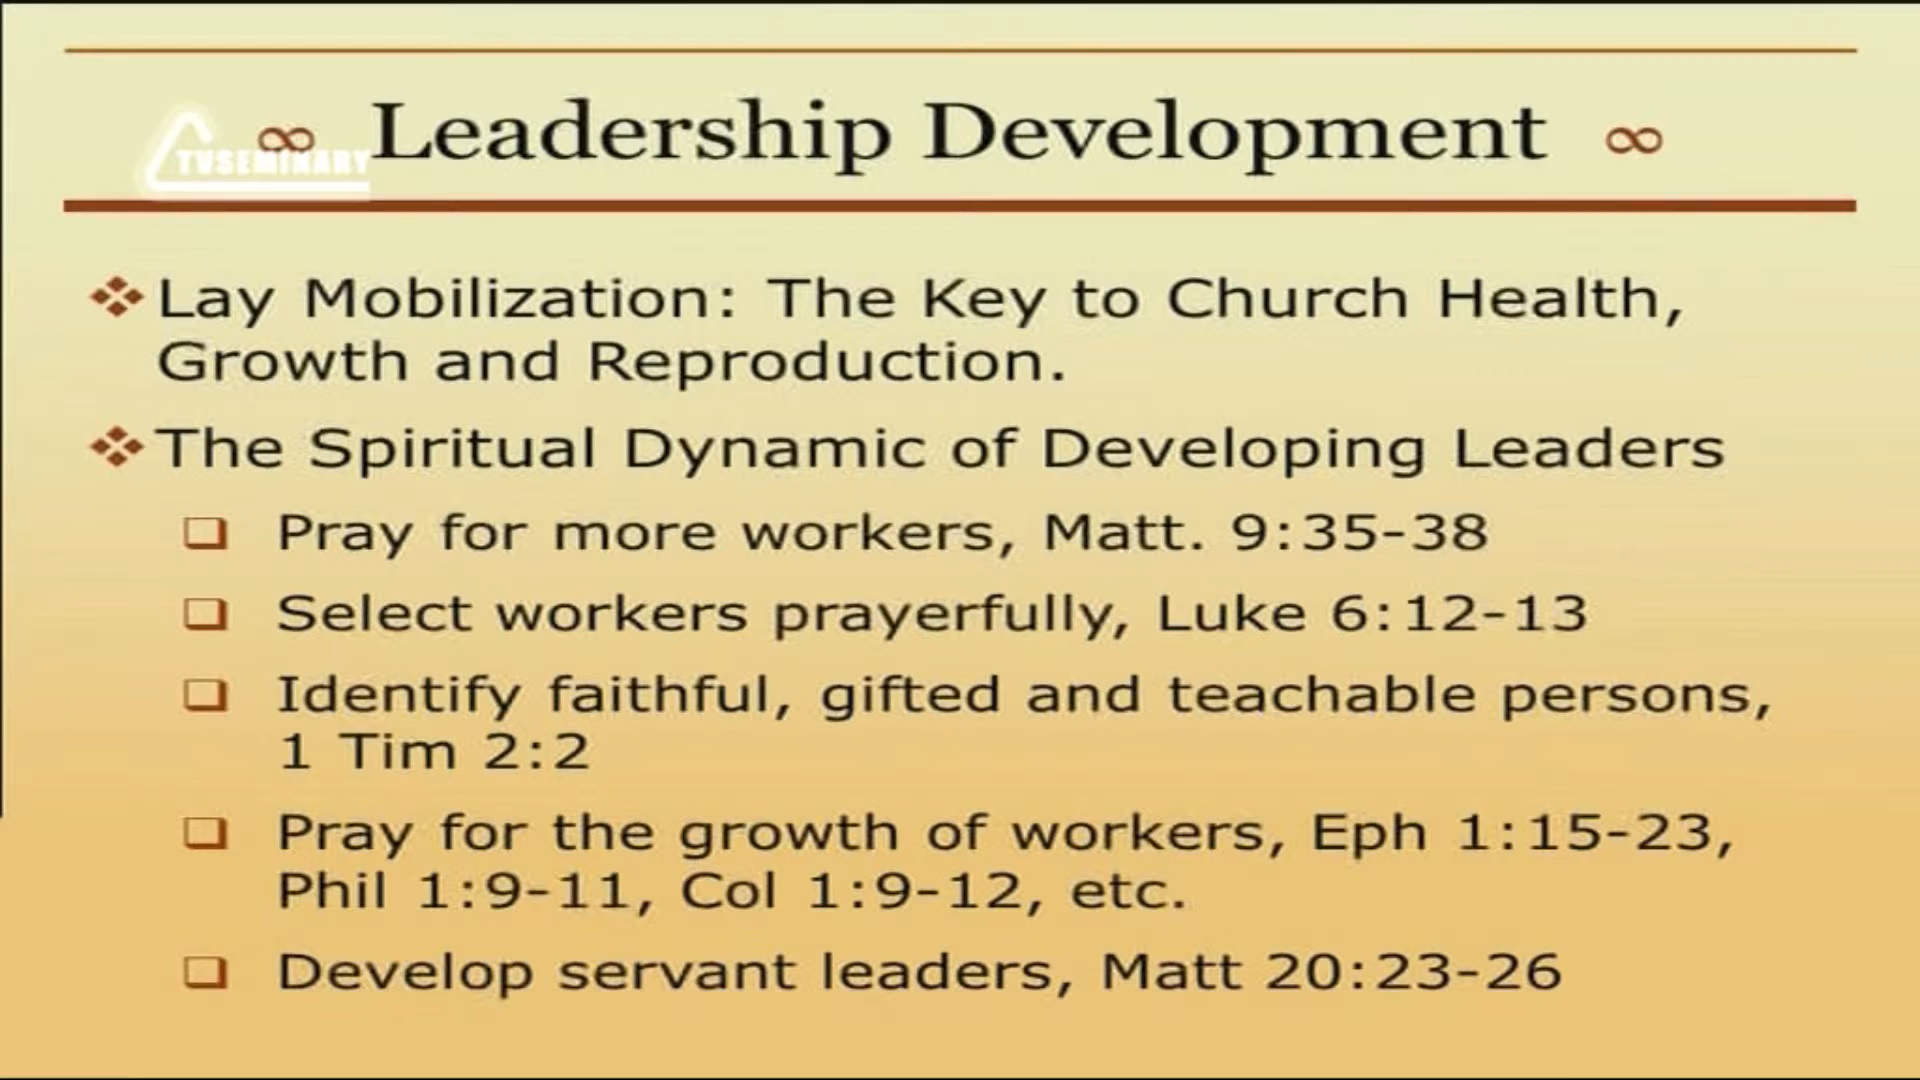 Leadership Development
TVSEMINARY
Lay Mobilization: The Key to Church Health,
Growth and Reproduction.
The Spiritual Dynamic of Developing Leaders
Pray for more workers, Matt. 9:35-38
Select workers prayerfully, Luke 6:12-13
Identify faithful, gifted and teachable persons,
1 Tim 2:2
Pray for the growth of workers, Eph 1:15-23,
Phil 1:9-11, Col 1:9-12, etc.
Develop servant leaders, Matt 20:23-26